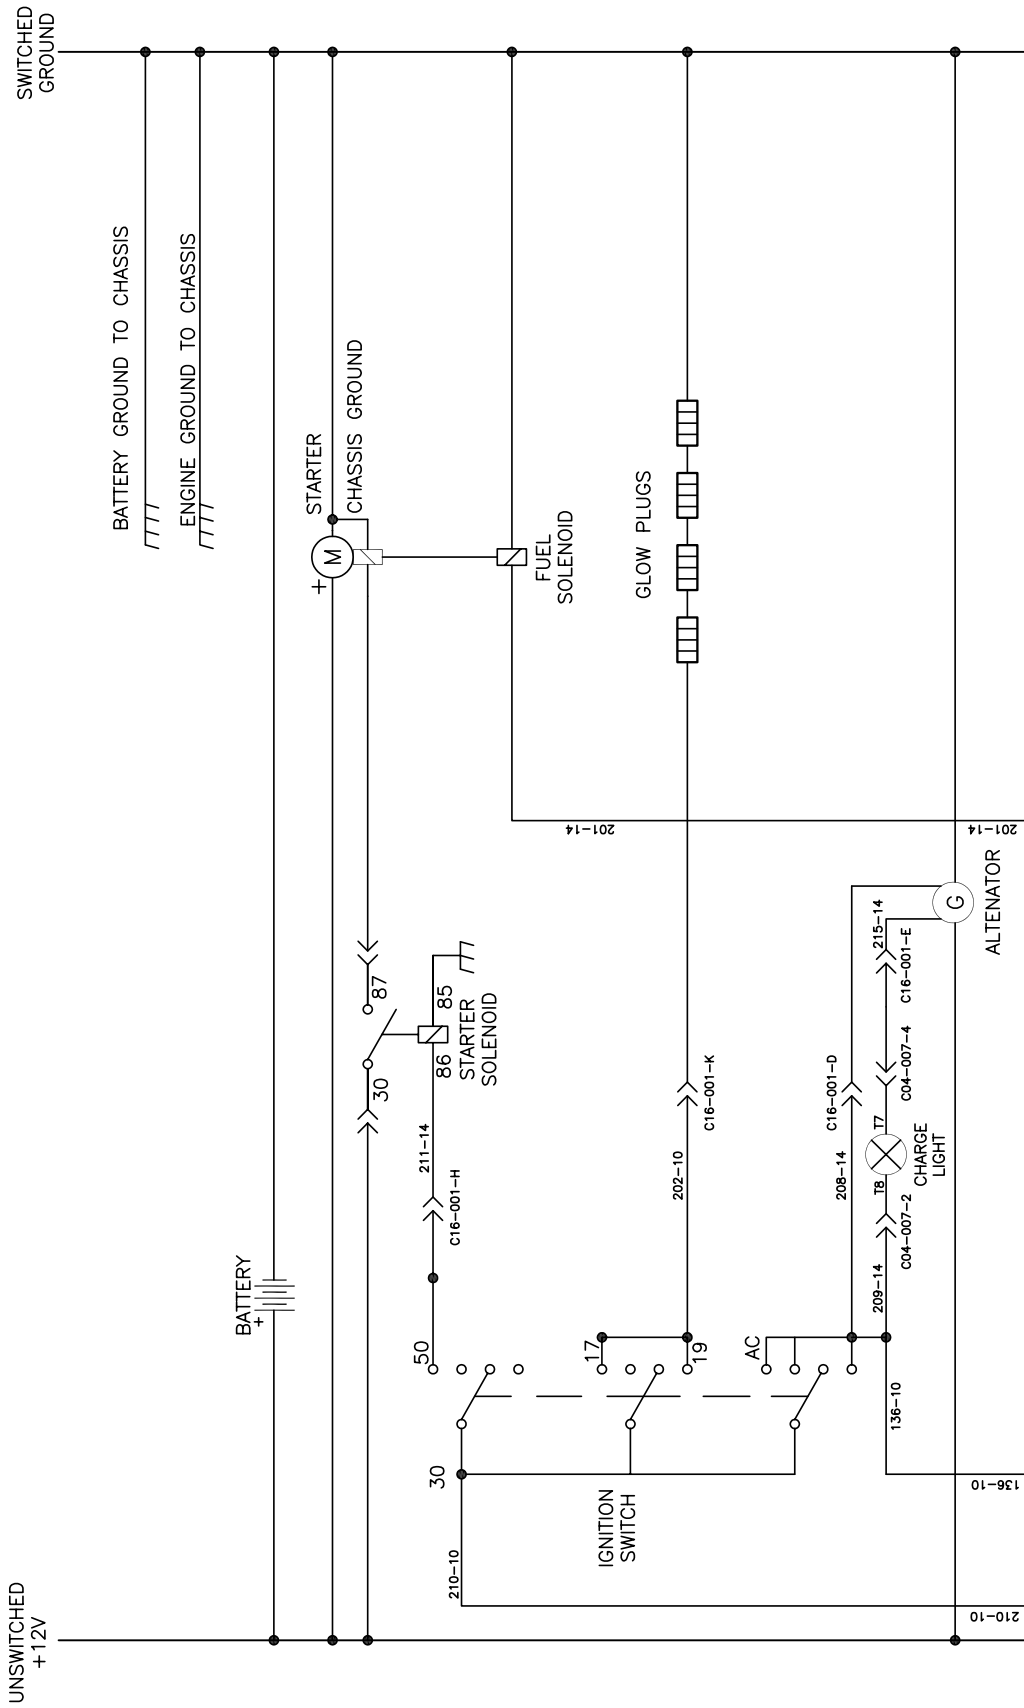 SWITCHED
GROUND
BATTERY GROUND TO CHASSIS
ENGINE GROUND TO CHASSIS
STARTER
CHASSIS GROUND
M
+
FUEL
SOLENOID
GLOW PLUGS
201-14
201-14
ALTENATOR
G
215-14
C16-001-E
87
85
STARTER
SOLENOID
86
30
211-14
C16-001-H
C16-001-K
202-10
C16-001-D
208-14
C04-007-4
T7
CHARGE
LIGHT
T8
C04-007-2
209-14
BATTERY
+
50
17
19
AC
136-10
136-10
30
IGNITION
SWITCH
210-10
210-10
UNSWITCHED
+12V